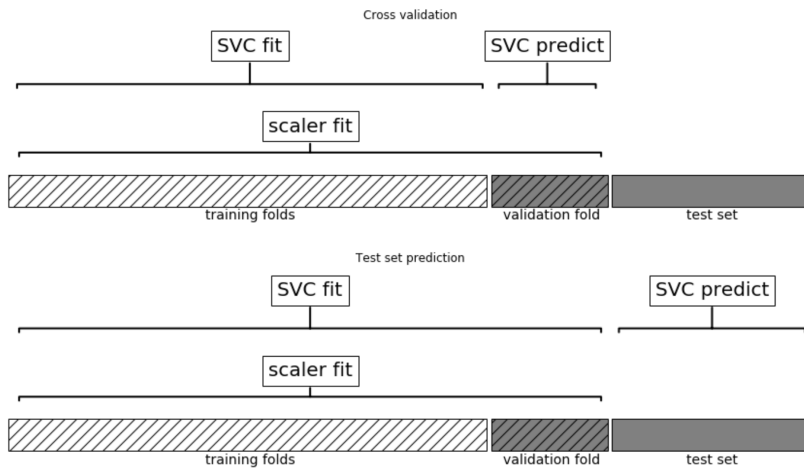 Cross validation
SVC fit SVC predict
scaler fit
training folds validation fold test set
Test set prediction
SVC fit SVC predict
scaler fit
training folds validation fold test set